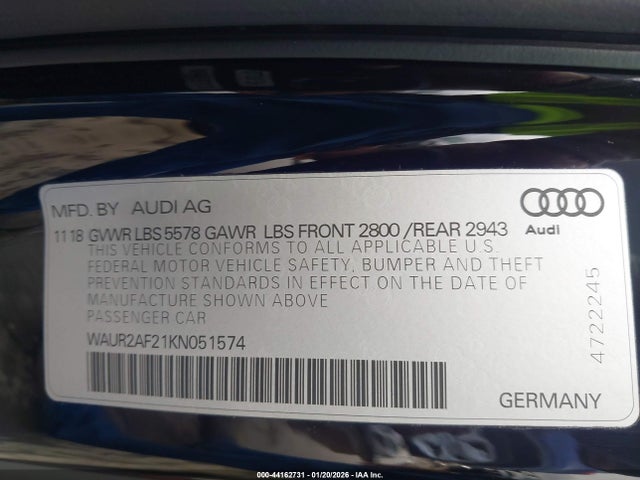 MFD. BY AUDI AG
11 18 GVWR LBS 5578 GAWR LBS FRONT 2800 /REAR 2943
Audi
THIS VEHICLE CONFORMS TO ALL APPLICABLE U.S.
FEDERAL MOTOR VEHICLE SAFETY, BUMPER AND THEFT
PREVENTION STANDARDS IN EFFECT ON THE DATE OF
MANUFACTURE SHOWN ABOVE
PASSENGER CAR
WAUR2AF21KN051574
4722245
GERMANY
000-44162731 - 01/20/2026 - IAA Inc.